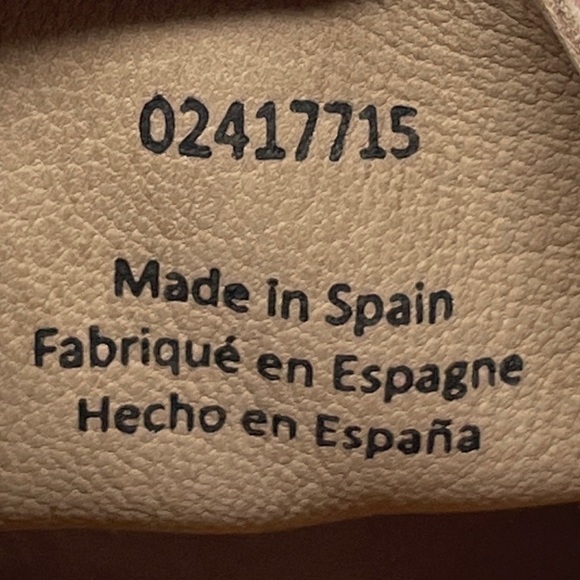 02417715
Made in Spain
Fabriqué en Espagne
Hecho en España